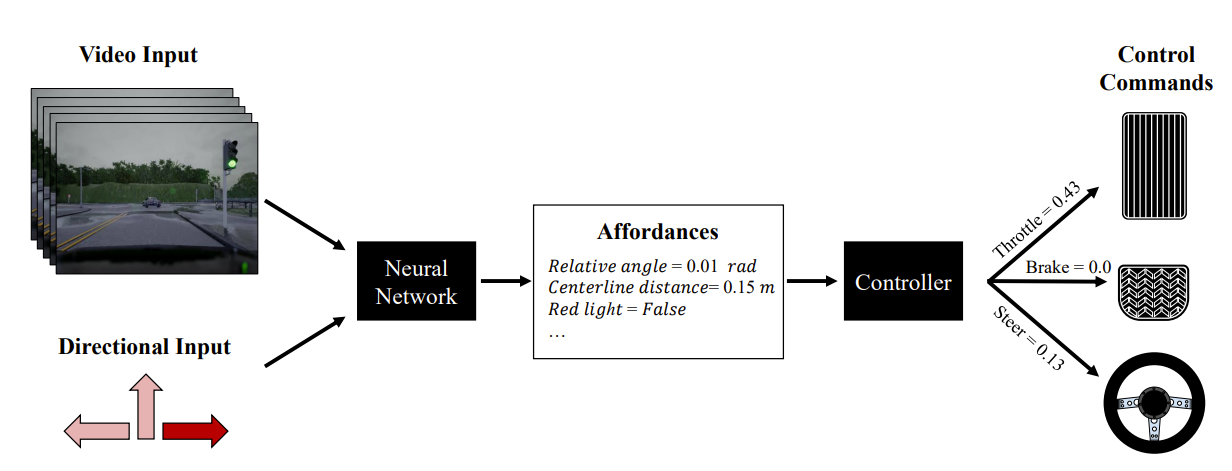 Video Input
Directional Input
Neural
Network
Affordances
Relative angle = 0.01 rad
Centerline distance= 0.15 m
Red light = False
…
Controller
Throttle = 0.43
Brake = 0.0
Steer = 0.13
Control
Commands